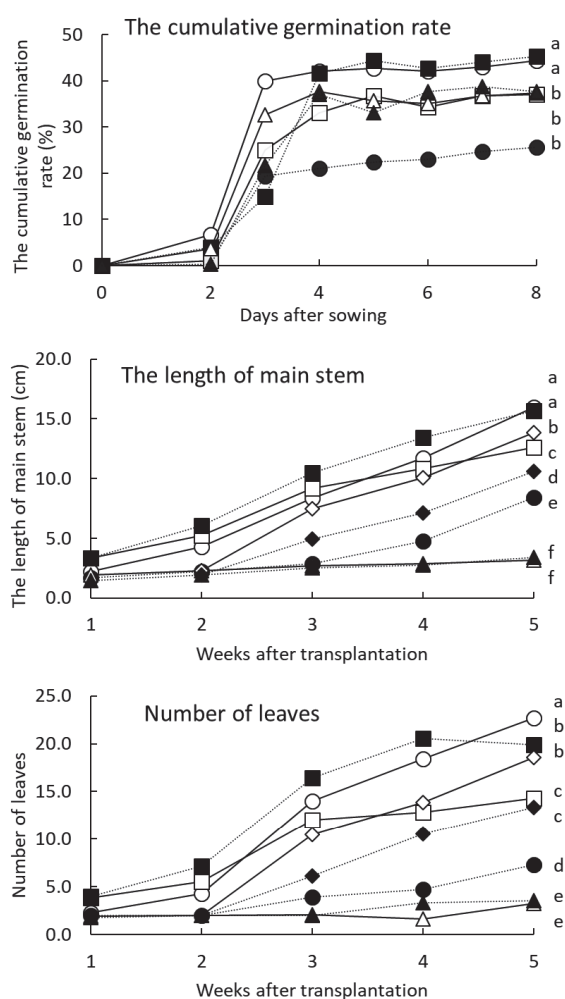 The cumulative germination rate
The cumulative germination
rate (%)
50
40
30
20
10
0
0 2 4 6 8
Days after sowing
a
a
b
b
b
The length of main stem
The length of main stem (cm)
20.0
15.0
10.0
5.0
0.0
1 2 3 4 5
Weeks after transplantation
a
a
b
c
d
e
f
f
Number of leaves
Number of leaves
25.0
20.0
15.0
10.0
5.0
0.0
1 2 3 4 5
Weeks after transplantation
a
b
b
c
c
d
e
e